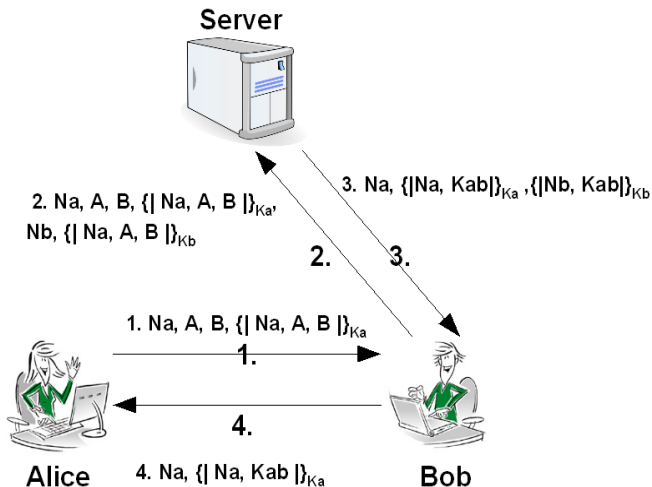 Server
3. Na, {|Na, Kab|}Ka ,{|Nb, Kab|}Kb
2. Na, A, B, {| Na, A, B |}Ka,
Nb, {| Na, A, B |}Kb
2.
3.
1. Na, A, B, {| Na, A, B |}Ka
1.
4.
Alice
4. Na, {| Na, Kab |}Ka
Bob